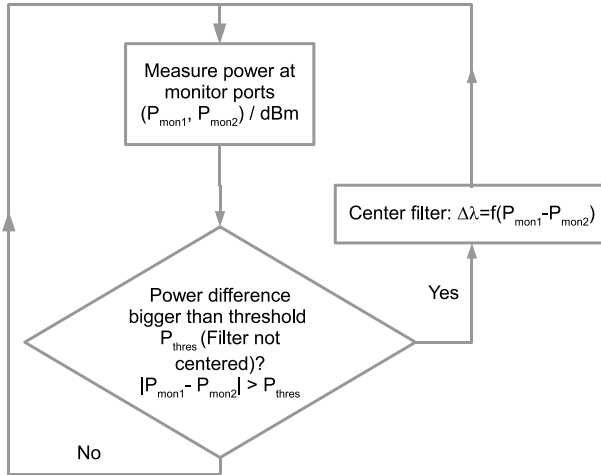 Measure power at
monitor ports
(Pmon1, Pmon2) / dBm
Center filter: Δλ=f(Pmon1-Pmon2)
Power difference
bigger than threshold
Pthres (Filter not
centered)?
|Pmon1- Pmon2| > Pthres
Yes
No